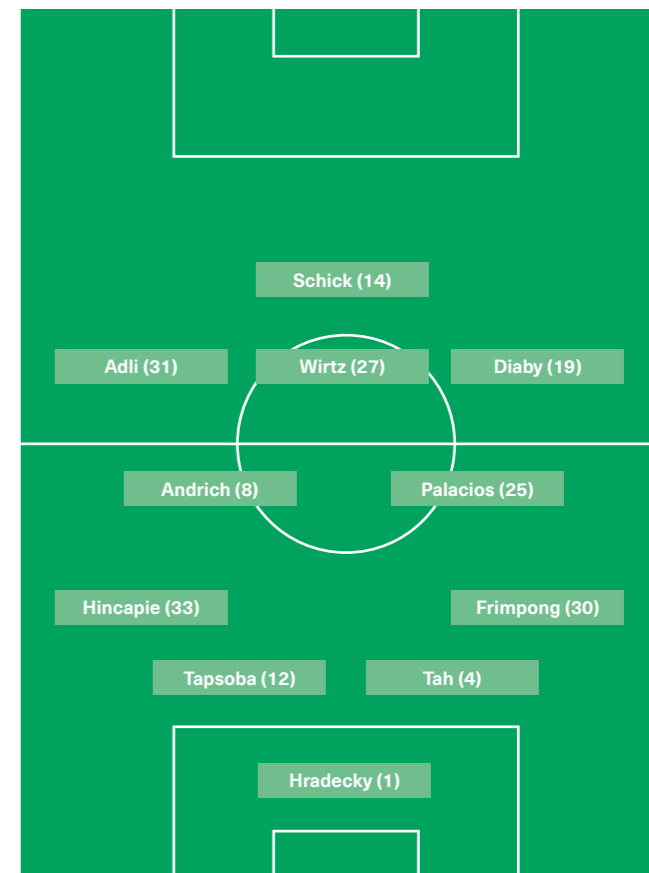 Schick (14)
Adli (31)
Wirtz (27)
Diaby (19)
Andrich (8)
Palacios (25)
Hincapie (33)
Frimpong (30)
Tapsoba (12)
Tah (4)
Hradecky (1)